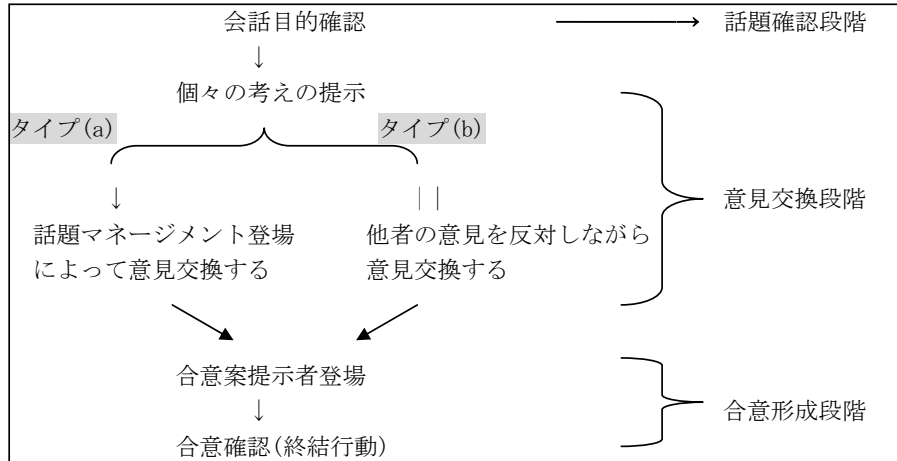 会話目的確認 ⟶ 話題確認段階
↓
個々の考えの提示
タイプ(a) タイプ(b)
↓ ||
意見交換段階
話題マネージメント登場
によって意見交換する
他者の意見を反対しながら
意見交換する
合意案提示者登場
↓
合意形成段階
合意確認(終結行動)